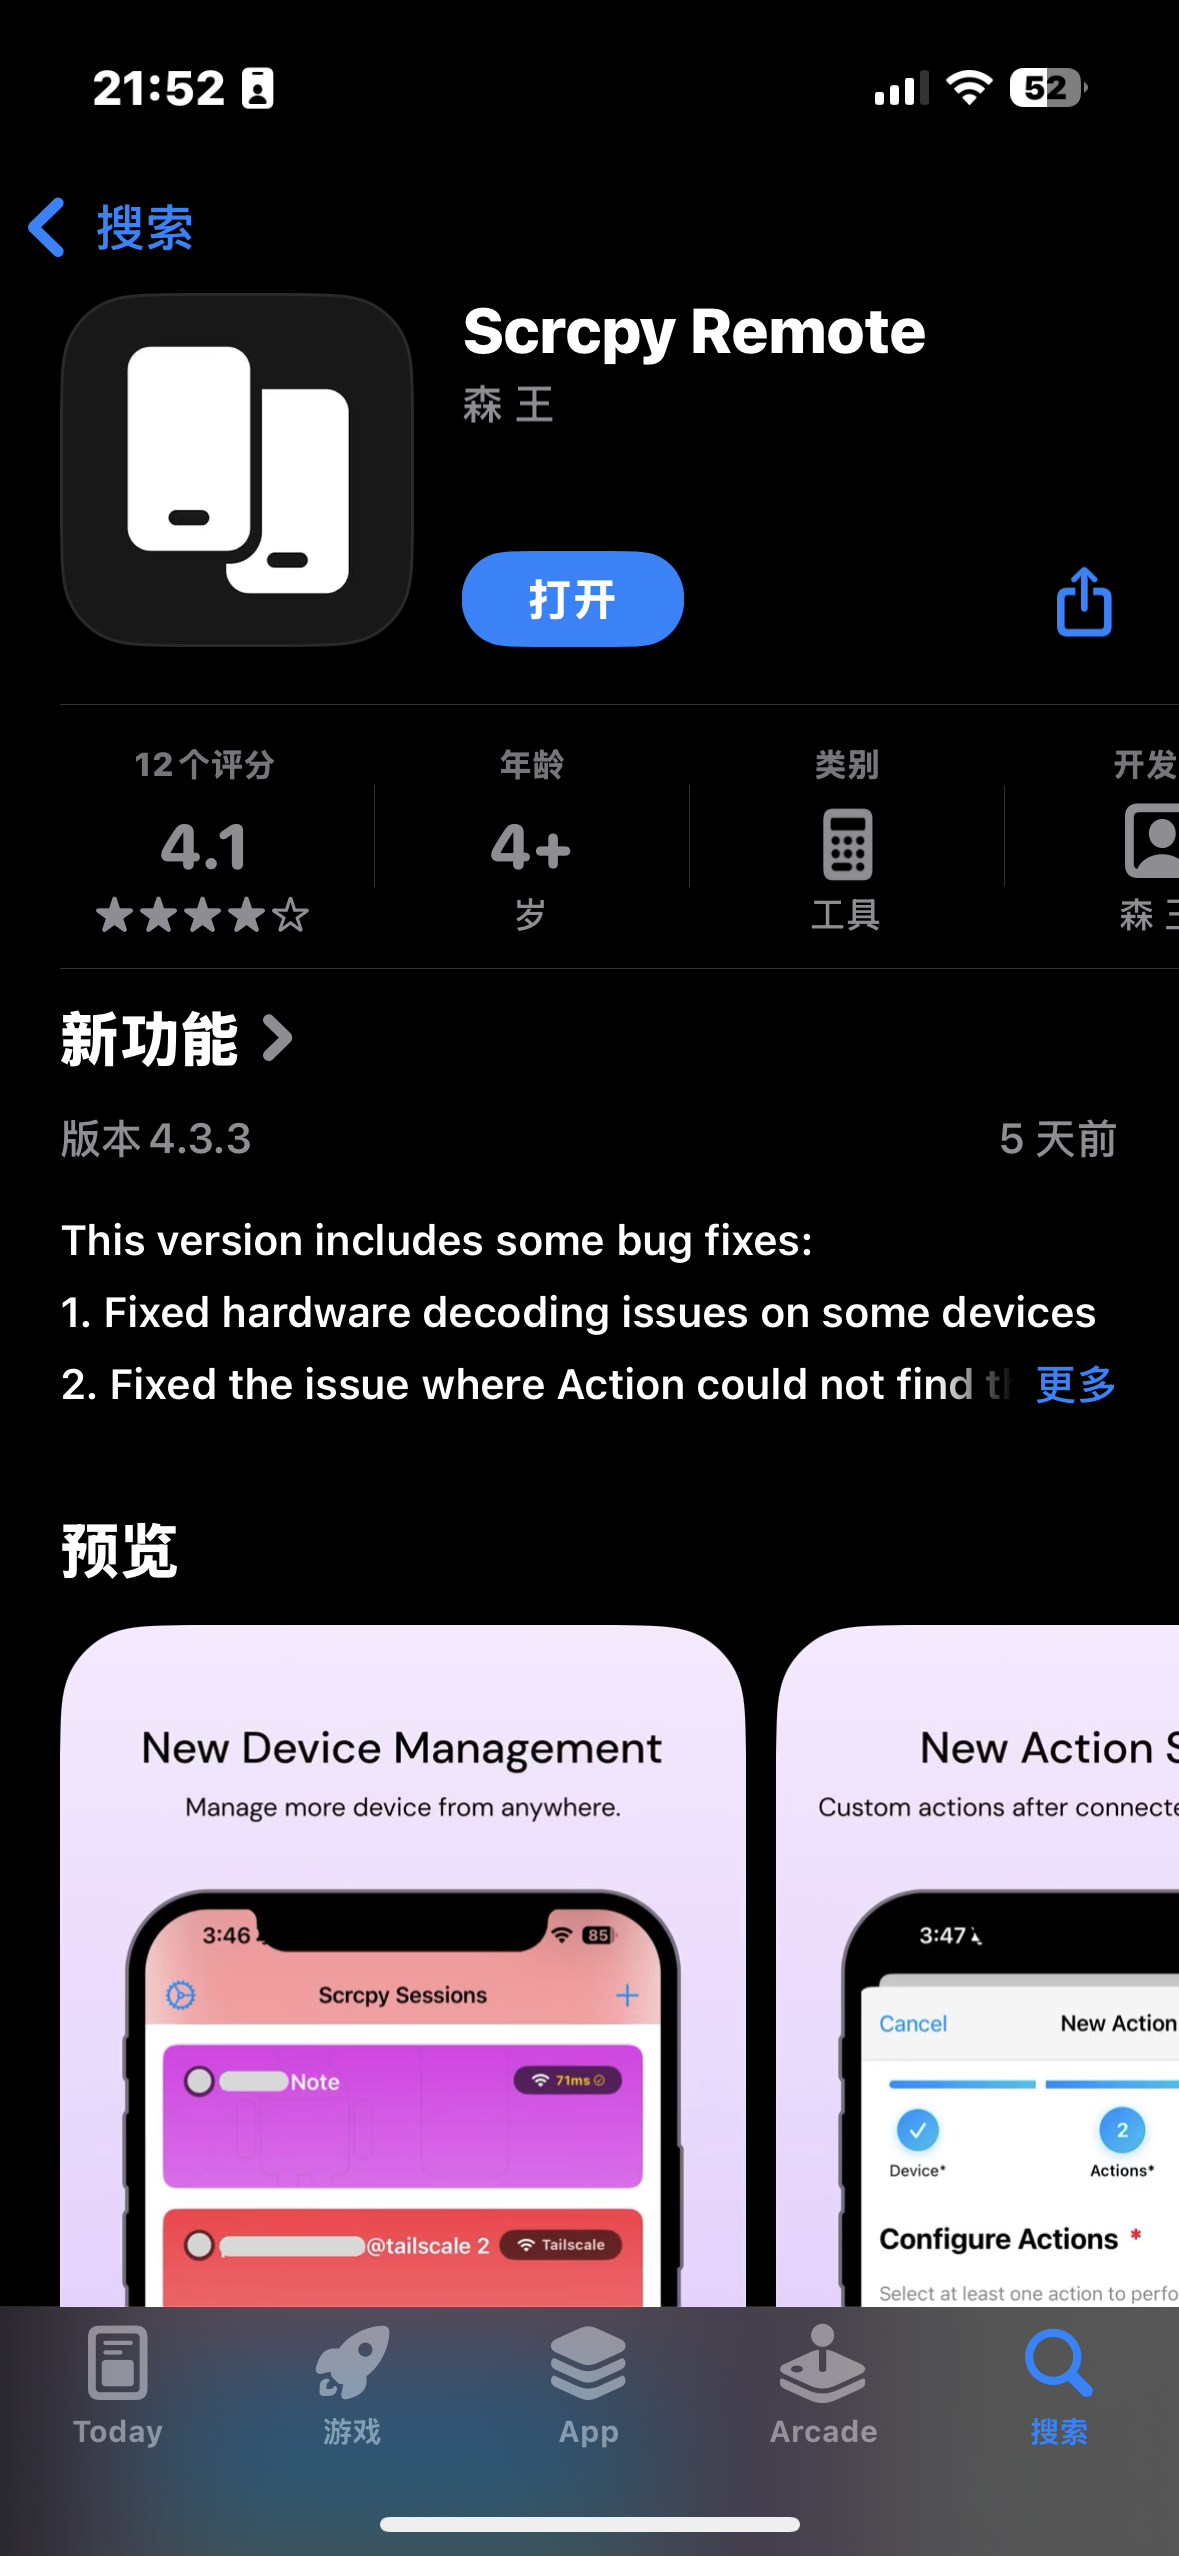 21:52
52
搜索
Scrcpy Remote
森 王
打开
12个评分
4.1
年龄
4+
岁
类别
工具
开发
森 王
新功能
版本 4.3.3
5 天前
This version includes some bug fixes:
1. Fixed hardware decoding issues on some devices
2. Fixed the issue where Action could not find th 更多
预览
New Device Management
Manage more device from anywhere.
3:46
85
Scrcpy Sessions
Note
71ms
@tailscale 2
Tailscale
New Action S
Custom actions after connecte
3:47
Cancel
New Action
2
Device*
Actions*
Configure Actions *
Select at least one action to perfo
Today
游戏
App
Arcade
搜索